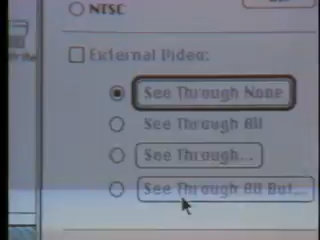 NTSC
External Video:
See Through None
See Through All
See Through...
See Through All But...